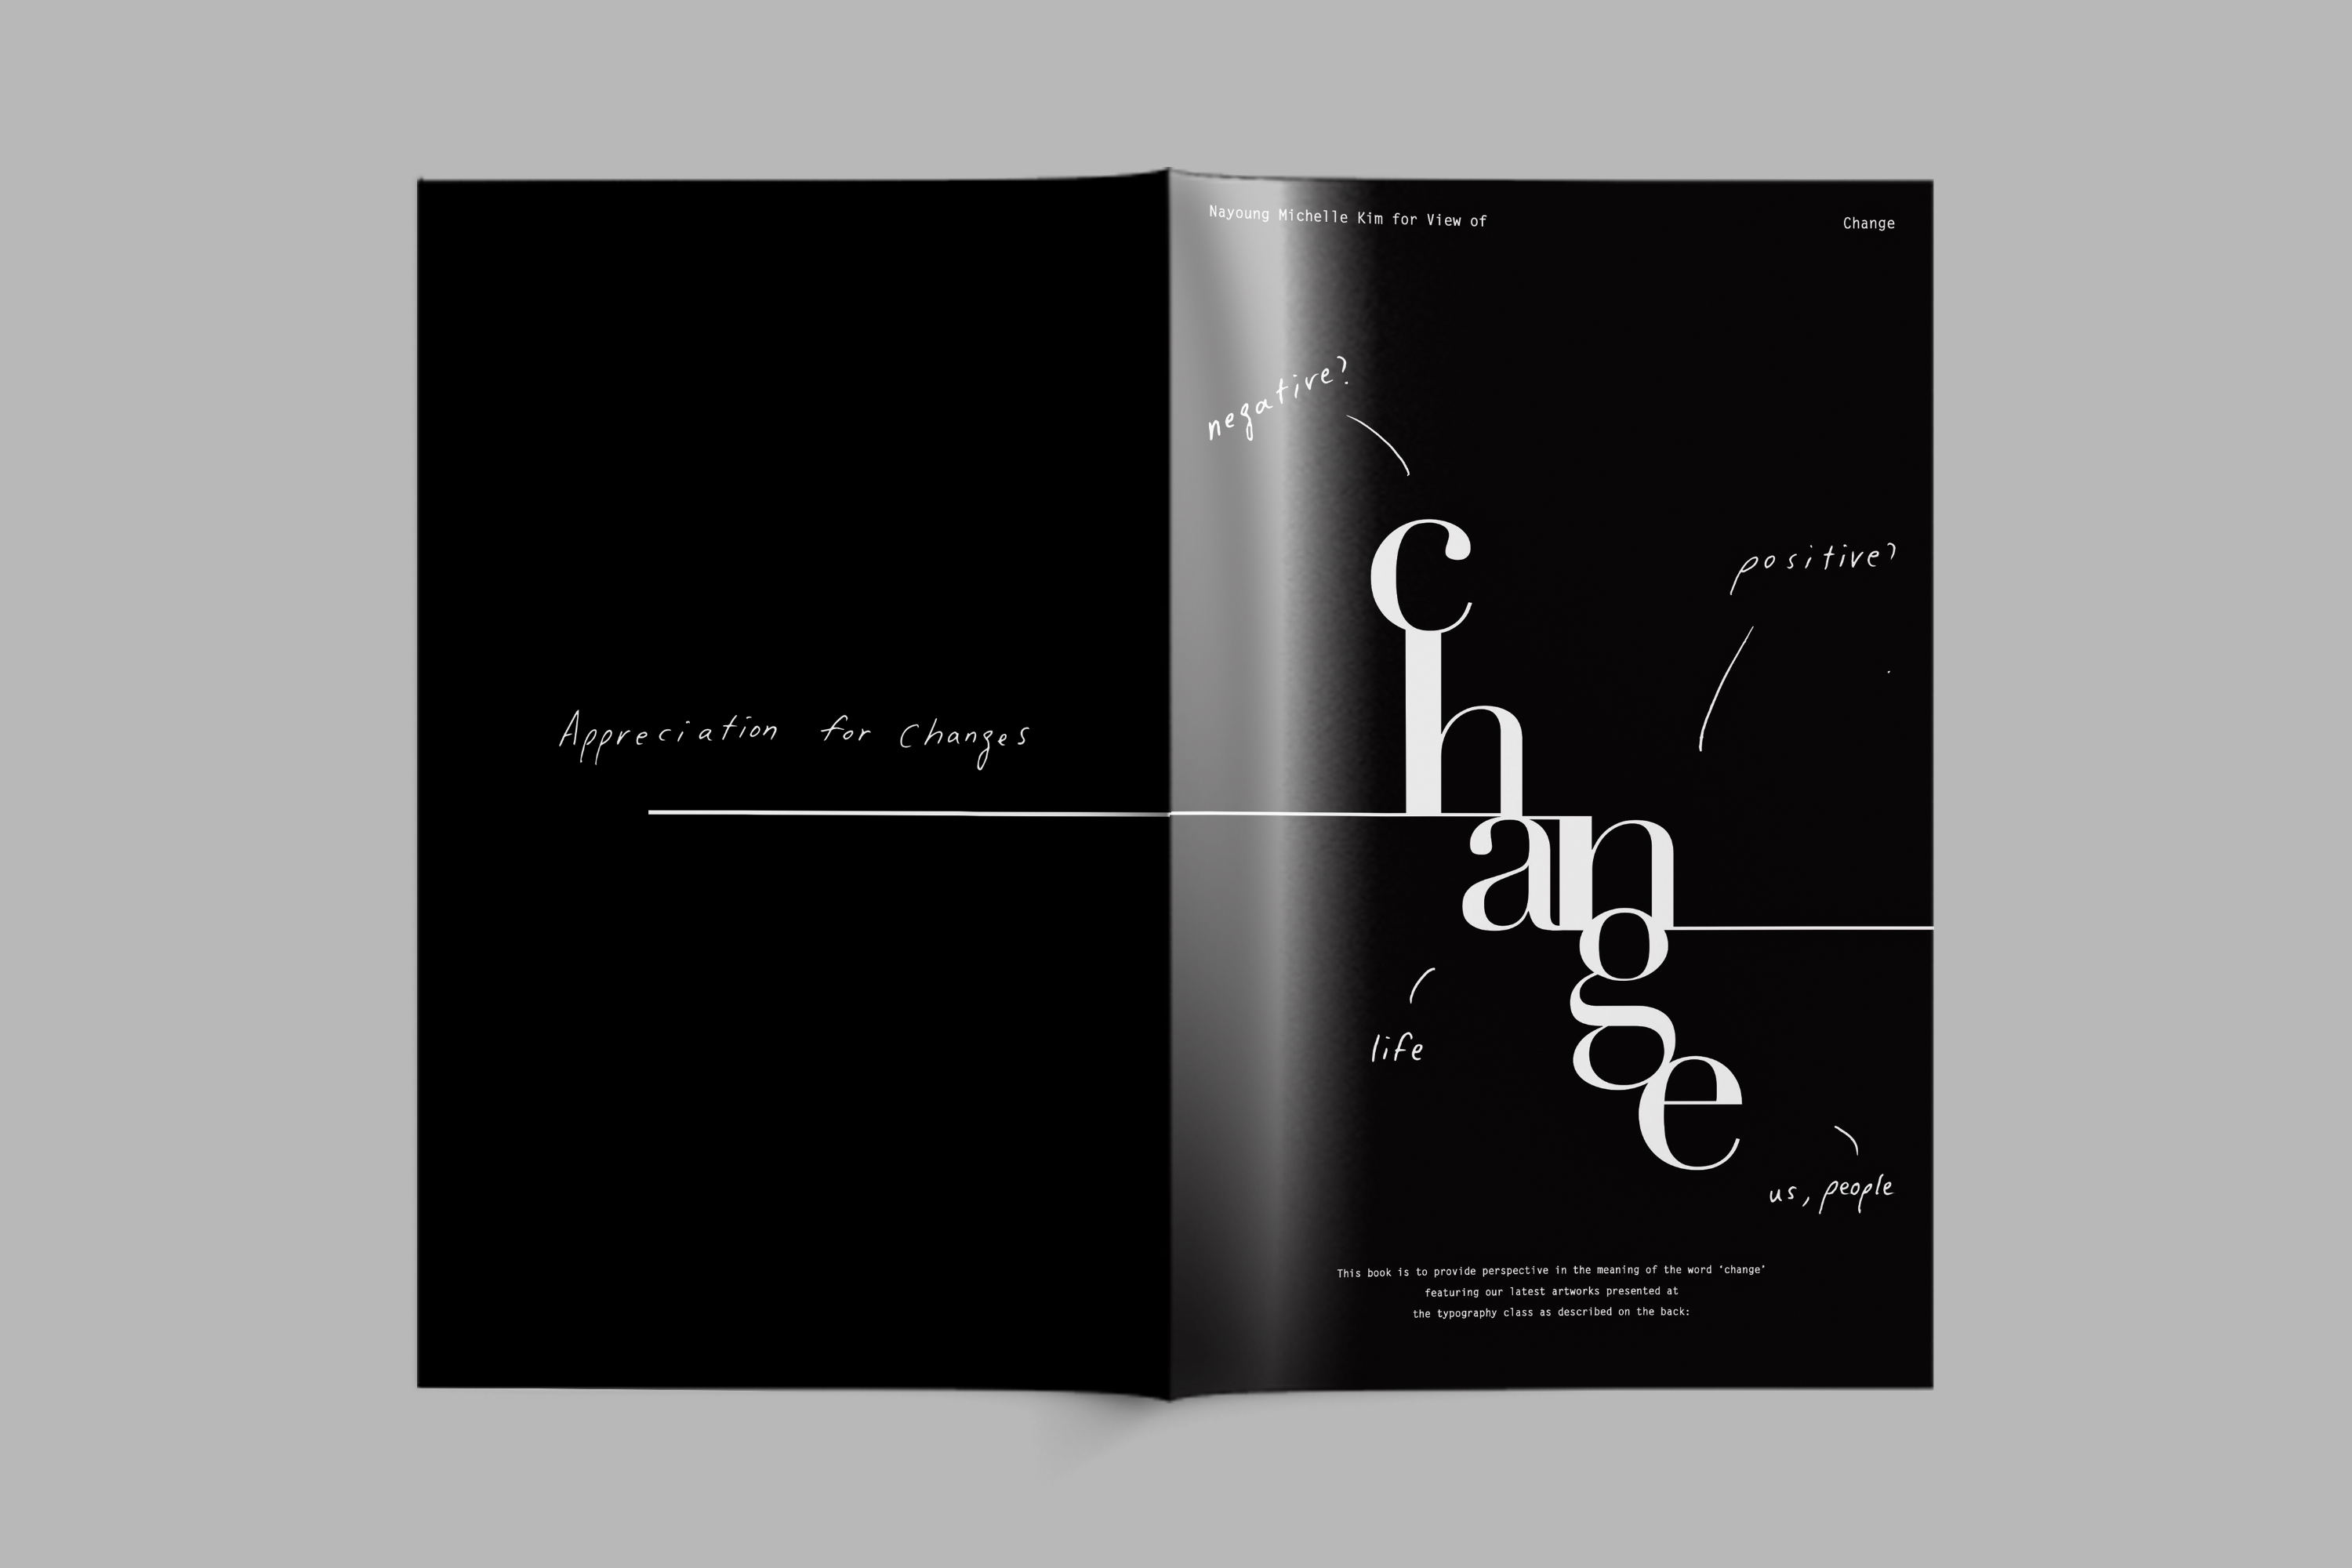 Appreciation for Changes
Nayoung Michelle Kim for View of
Change
negative?
positive?
change
life
us, people
This book is to provide perspective in the meaning of the word ‘change’
featuring our latest artworks presented at
the typography class as described on the back: